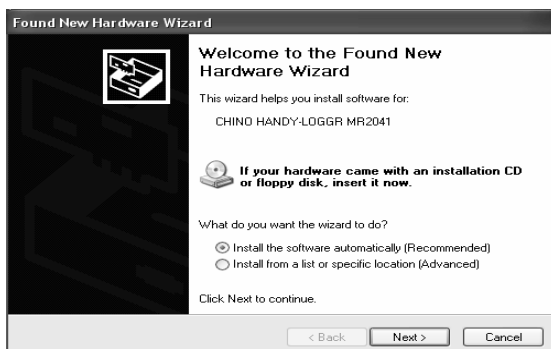 Found New Hardware Wizard
Welcome to the Found New
Hardware Wizard
This wizard helps you install software for:
CHINO HANDY-LOGGR MR2041
If your hardware came with an installation CD
or floppy disk, insert it now.
What do you want the wizard to do?
Install the software automatically (Recommended)
Install from a list or specific location (Advanced)
Click Next to continue.
< Back
Next >
Cancel